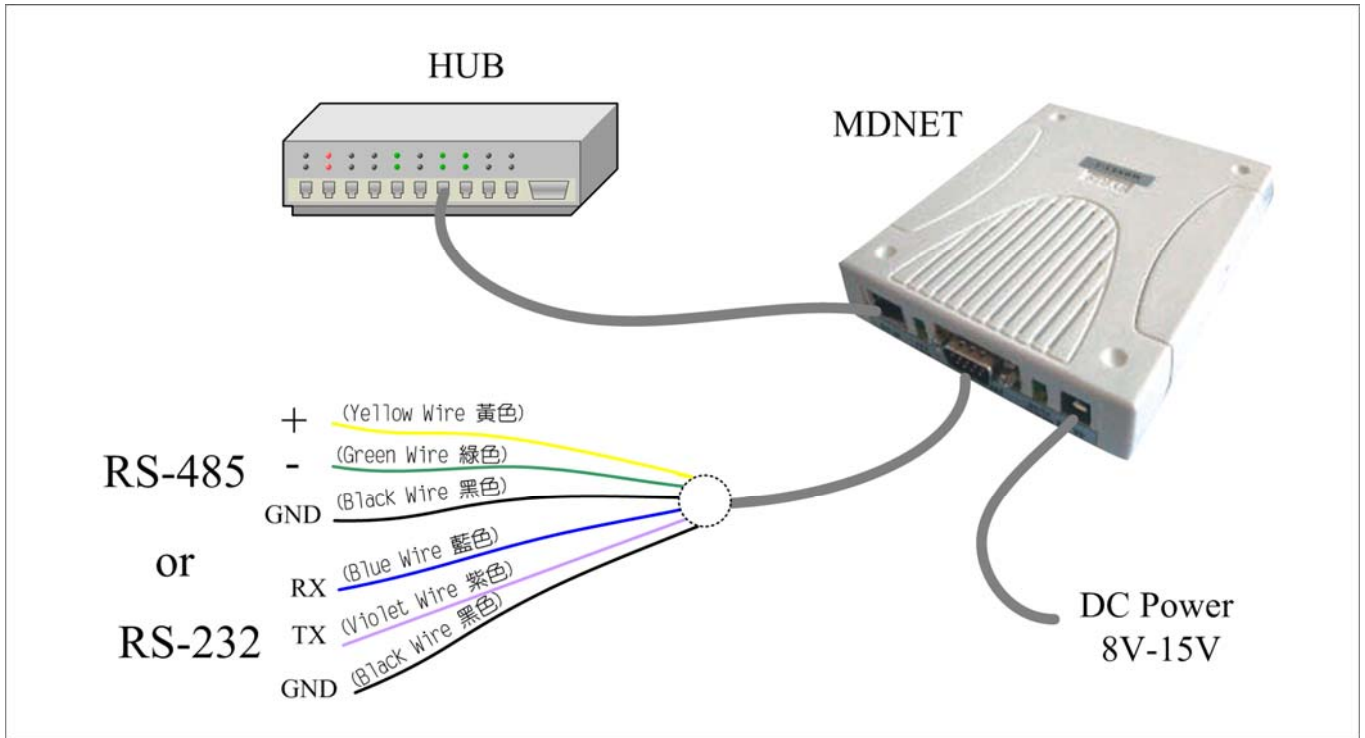 HUB
MDNET
+ (Yellow Wire 黃色)
RS-485 - (Green Wire 綠色)
GND (Black Wire 黑色)
or
RX (Blue Wire 藍色)
RS-232 TX (Violet Wire 紫色)
GND (Black Wire 黑色)
DC Power
8V-15V